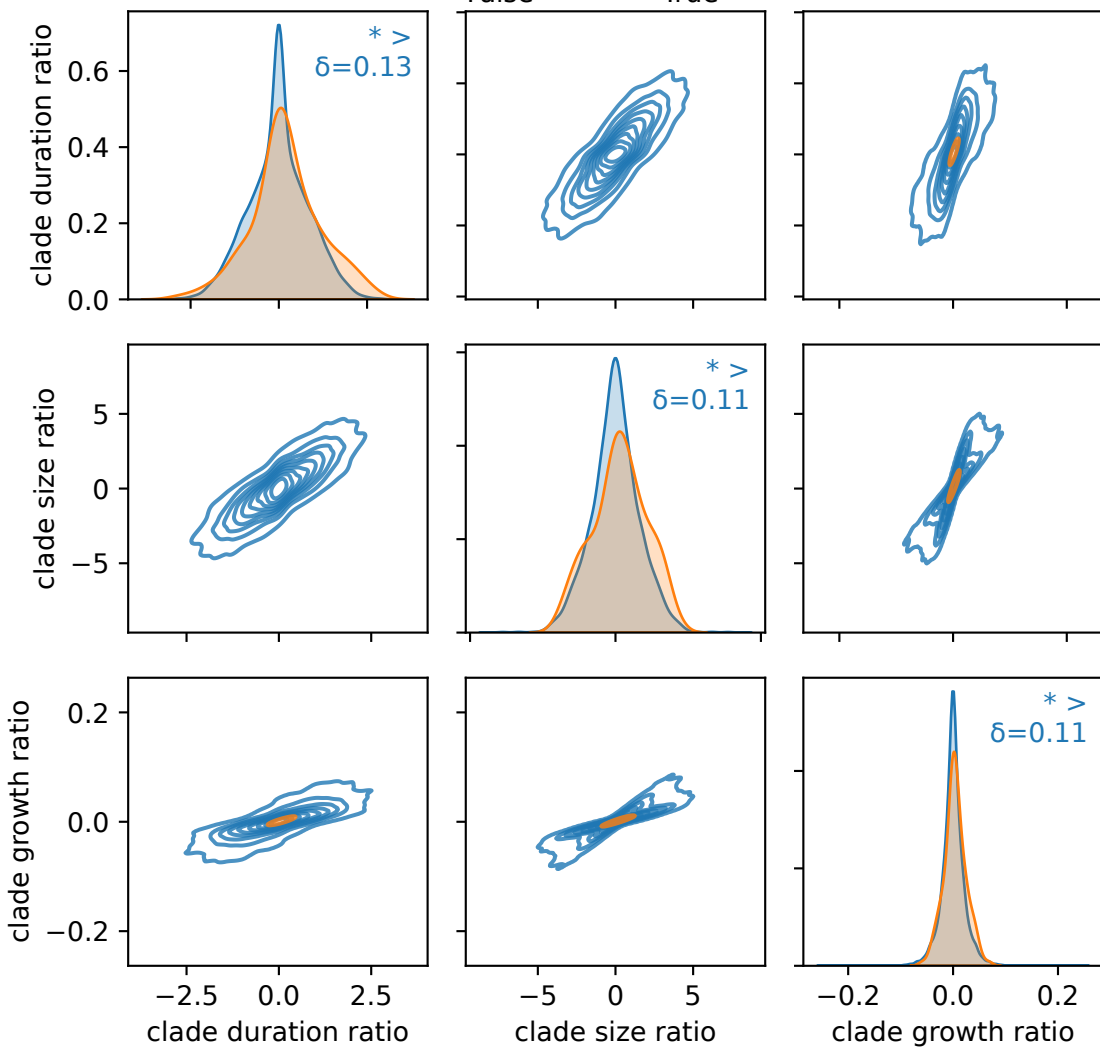 clade duration ratio
0.6
0.4
0.2
0.0
* >
δ=0.13
clade size ratio
5
0
−5
* >
δ=0.11
clade growth ratio
0.2
0.0
−0.2
* >
δ=0.11
−2.5 0.0 2.5
−5 0 5
−0.2 0.0 0.2
clade duration ratio
clade size ratio
clade growth ratio